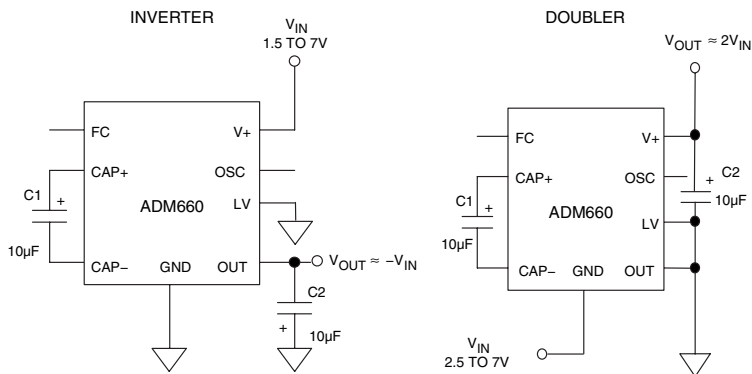 INVERTER
V_IN
1.5 TO 7V
FC
V+
CAP+
OSC
C1
+
ADM660
LV
10µF
CAP−
GND
OUT
V_OUT ≈ −V_IN
C2
+
10µF
DOUBLER
V_OUT ≈ 2V_IN
FC
V+
CAP+
OSC
+
C2
10µF
C1
+
ADM660
LV
10µF
CAP−
GND
OUT
V_IN
2.5 TO 7V